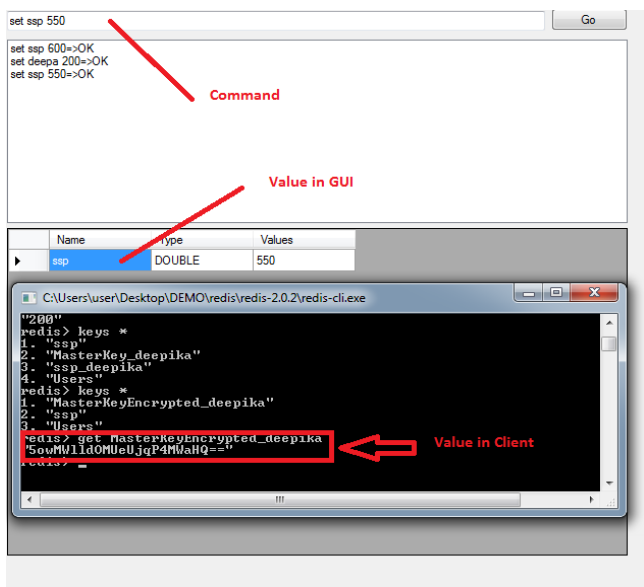 set ssp 550
Go
set ssp 600=>OK
set deepa 200=>OK
set ssp 550=>OK
Command
Value in GUI
Name Type Values
ssp DOUBLE 550
C:\Users\user\Desktop\DEMO\redis\redis-2.0.2\redis-cli.exe
"200"
redis> keys *
1. "ssp"
2. "MasterKey_deepika"
3. "ssp_deepika"
4. "Users"
redis> keys *
1. "MasterKeyEncrypted_deepika"
2. "ssp"
3. "Users"
redis> get MasterKeyEncrypted_deepika
"5owMWlldOMUeUjqP4MWaHQ=="
redis>
Value in Client